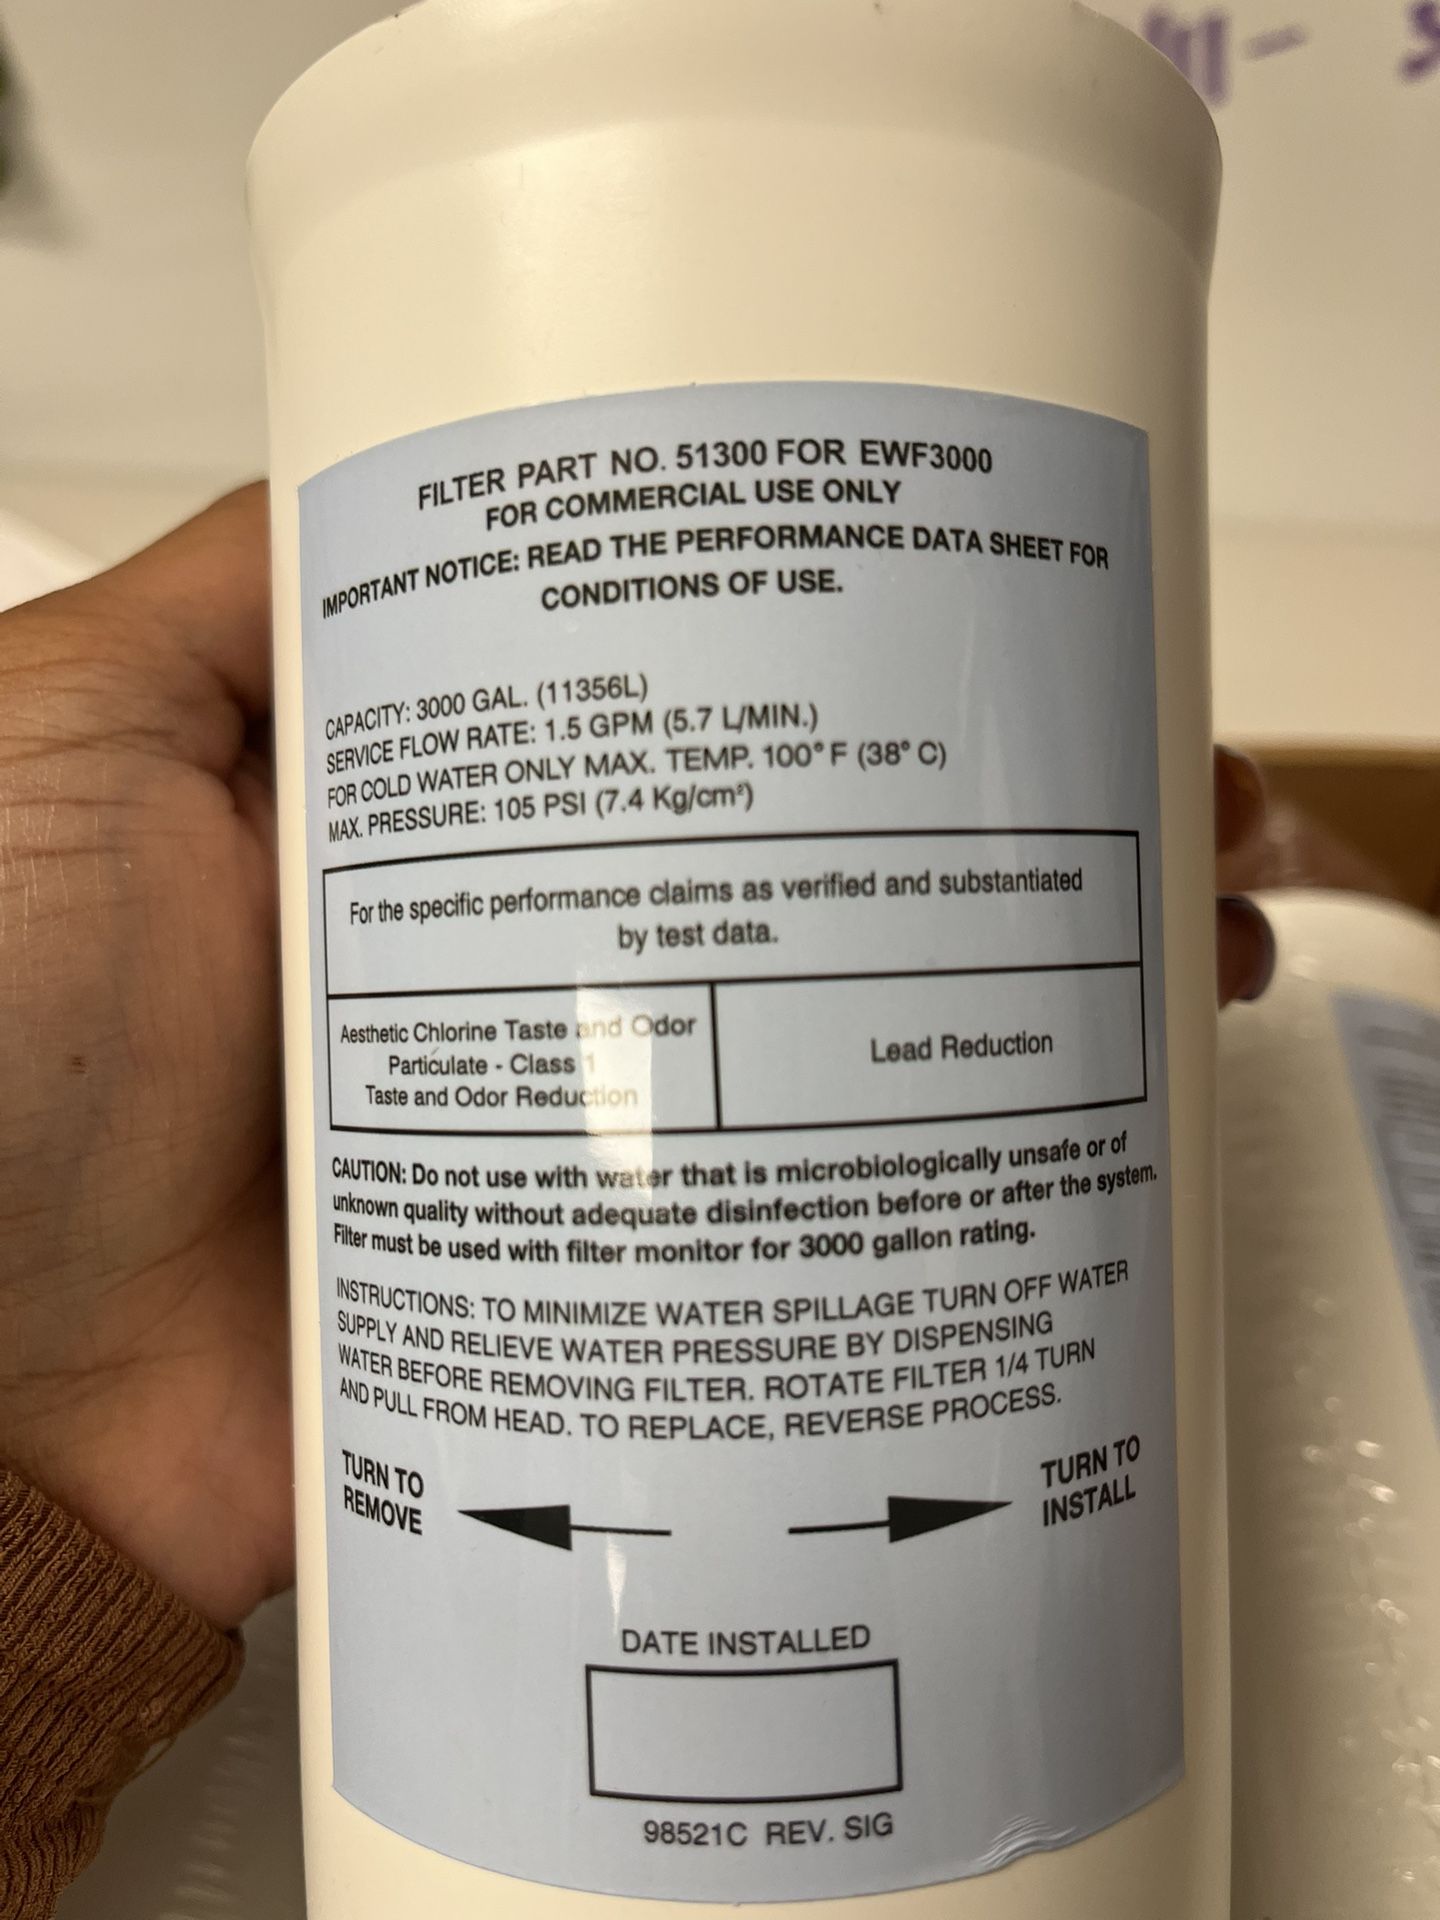 FILTER PART NO. 51300 FOR EWF3000
FOR COMMERCIAL USE ONLY
IMPORTANT NOTICE: READ THE PERFORMANCE DATA SHEET FOR
CONDITIONS OF USE.
CAPACITY: 3000 GAL. (11356L)
SERVICE FLOW RATE: 1.5 GPM (5.7 L/MIN.)
FOR COLD WATER ONLY MAX. TEMP. 100° F (38° C)
MAX. PRESSURE: 105 PSI (7.4 Kg/cm²)
For the specific performance claims as verified and substantiated
by test data.
Aesthetic Chlorine Taste and Odor
Particulate - Class 1
Taste and Odor Reduction
Lead Reduction
CAUTION: Do not use with water that is microbiologically unsafe or of
unknown quality without adequate disinfection before or after the system.
Filter must be used with filter monitor for 3000 gallon rating.
INSTRUCTIONS: TO MINIMIZE WATER SPILLAGE TURN OFF WATER
SUPPLY AND RELIEVE WATER PRESSURE BY DISPENSING
WATER BEFORE REMOVING FILTER. ROTATE FILTER 1/4 TURN
AND PULL FROM HEAD. TO REPLACE, REVERSE PROCESS.
TURN TO
REMOVE
TURN TO
INSTALL
DATE INSTALLED
98521C REV. SIG